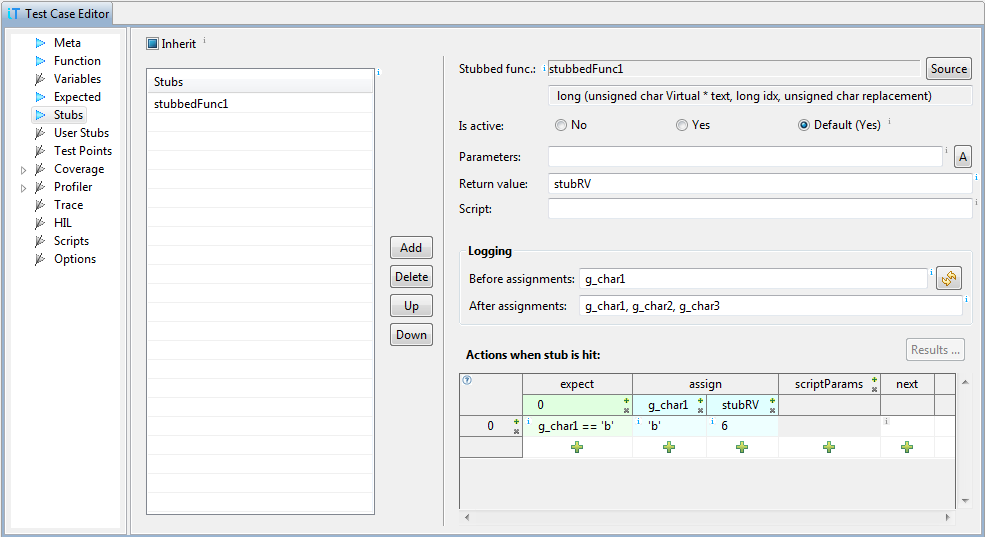 iT Test Case Editor
Meta
Function
Variables
Expected
Stubs
User Stubs
Test Points
Coverage
Profiler
Trace
HIL
Scripts
Options
Inherit i
Stubs i
stubbedFunc1
Add
Delete
Up
Down
Stubbed func.: i stubbedFunc1 Source
long (unsigned char Virtual * text, long idx, unsigned char replacement)
Is active: No Yes Default (Yes) i
Parameters: i A
Return value: stubRV i
Script: i
Logging
Before assignments: g_char1 i
After assignments: g_char1, g_char2, g_char3 i
Results ...
Actions when stub is hit:
? expect assign scriptParams next
0 g_char1 stubRV
0 i g_char1 == 'b' i 'b' i 6 i